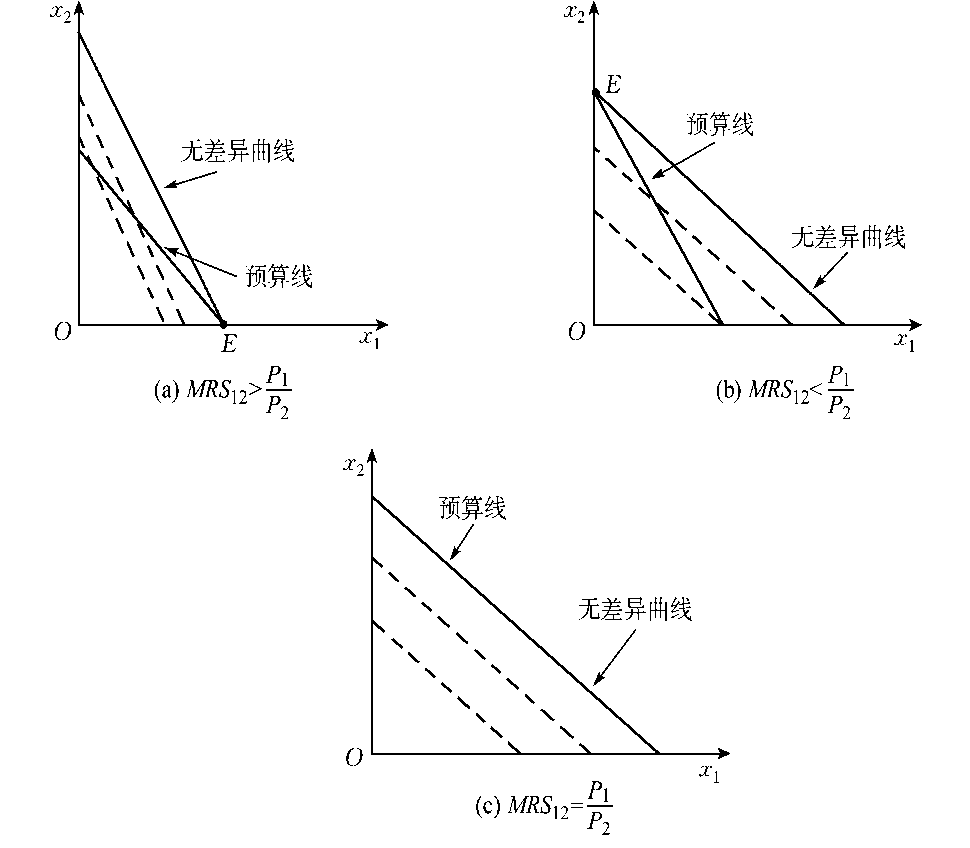 x₂
无差异曲线
预算线
O
E
x₁
(a) MRS₁₂>P₁/P₂
x₂
E
预算线
无差异曲线
O
x₁
(b) MRS₁₂<P₁/P₂
x₂
预算线
无差异曲线
O
x₁
(c) MRS₁₂=P₁/P₂